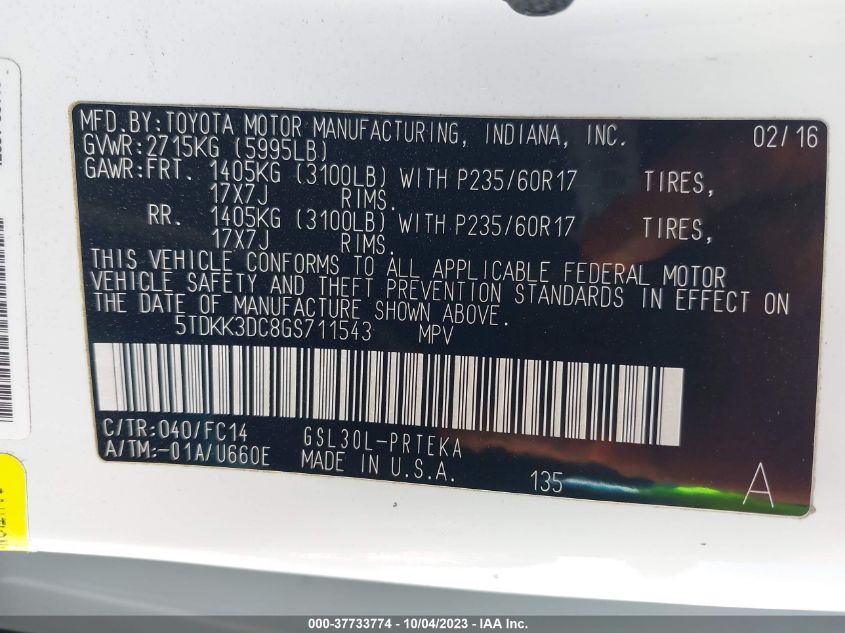 MFD.BY:TOYOTA MOTOR MANUFACTURING, INDIANA, INC. 02/16
GVWR:2715KG (5995LB)
GAWR:FRT. 1405KG (3100LB) WITH P235/60R17 TIRES,
17X7J RIMS.
RR. 1405KG (3100LB) WITH P235/60R17 TIRES,
17X7J RIMS.
THIS VEHICLE CONFORMS TO ALL APPLICABLE FEDERAL MOTOR
VEHICLE SAFETY AND THEFT PREVENTION STANDARDS IN EFFECT ON
THE DATE OF MANUFACTURE SHOWN ABOVE.
5TDKK3DC8GS711543 MPV
C/TR:040/FC14 GSL30L-PRTEKA
A/TM:-01A/U660E MADE IN U.S.A. 135 A
000-37733774 - 10/04/2023 - IAA Inc.